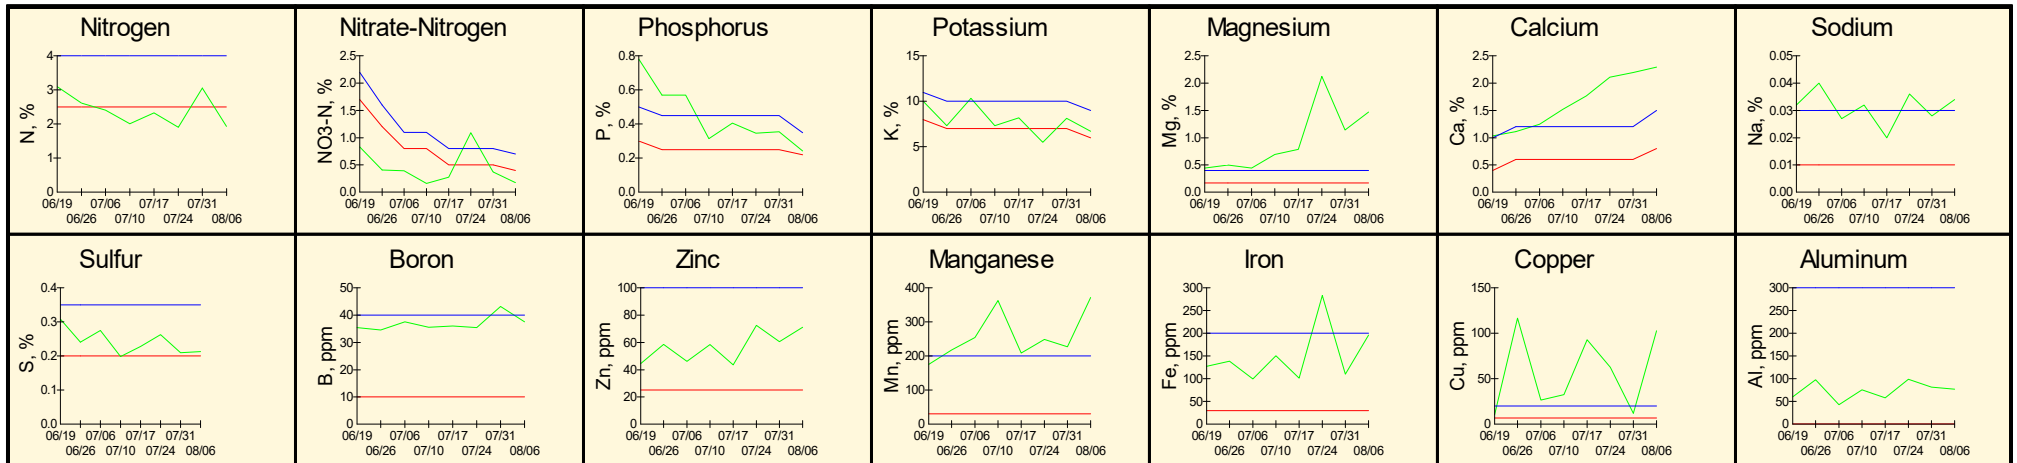 Nitrogen
N, %
4
3
2
1
0
06/19 07/06 07/17 07/31
06/26 07/10 07/24 08/06
Nitrate-Nitrogen
NO3-N, %
2.5
2.0
1.5
1.0
0.5
0.0
06/19 07/06 07/17 07/31
06/26 07/10 07/24 08/06
Phosphorus
P, %
0.8
0.6
0.4
0.2
0.0
06/19 07/06 07/17 07/31
06/26 07/10 07/24 08/06
Potassium
K, %
15
10
5
0
06/19 07/06 07/17 07/31
06/26 07/10 07/24 08/06
Magnesium
Mg, %
2.5
2.0
1.5
1.0
0.5
0.0
06/19 07/06 07/17 07/31
06/26 07/10 07/24 08/06
Calcium
Ca, %
2.5
2.0
1.5
1.0
0.5
0.0
06/19 07/06 07/17 07/31
06/26 07/10 07/24 08/06
Sodium
Na, %
0.05
0.04
0.03
0.02
0.01
0.00
06/19 07/06 07/17 07/31
06/26 07/10 07/24 08/06
Sulfur
S, %
0.4
0.3
0.2
0.1
0.0
06/19 07/06 07/17 07/31
06/26 07/10 07/24 08/06
Boron
B, ppm
50
40
30
20
10
0
06/19 07/06 07/17 07/31
06/26 07/10 07/24 08/06
Zinc
Zn, ppm
100
80
60
40
20
0
06/19 07/06 07/17 07/31
06/26 07/10 07/24 08/06
Manganese
Mn, ppm
400
300
200
100
0
06/19 07/06 07/17 07/31
06/26 07/10 07/24 08/06
Iron
Fe, ppm
300
250
200
150
100
50
0
06/19 07/06 07/17 07/31
06/26 07/10 07/24 08/06
Copper
Cu, ppm
150
100
50
0
06/19 07/06 07/17 07/31
06/26 07/10 07/24 08/06
Aluminum
Al, ppm
300
250
200
150
100
50
0
06/19 07/06 07/17 07/31
06/26 07/10 07/24 08/06